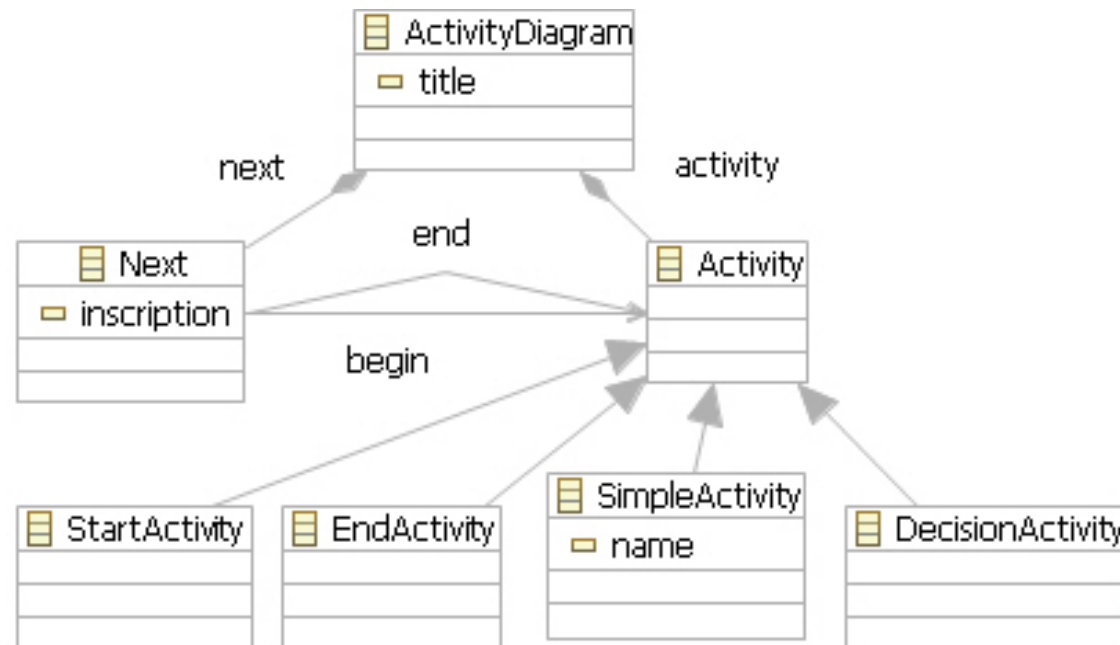 ActivityDiagram
title
next
activity
end
Next
Activity
inscription
begin
StartActivity
EndActivity
SimpleActivity
name
DecisionActivity